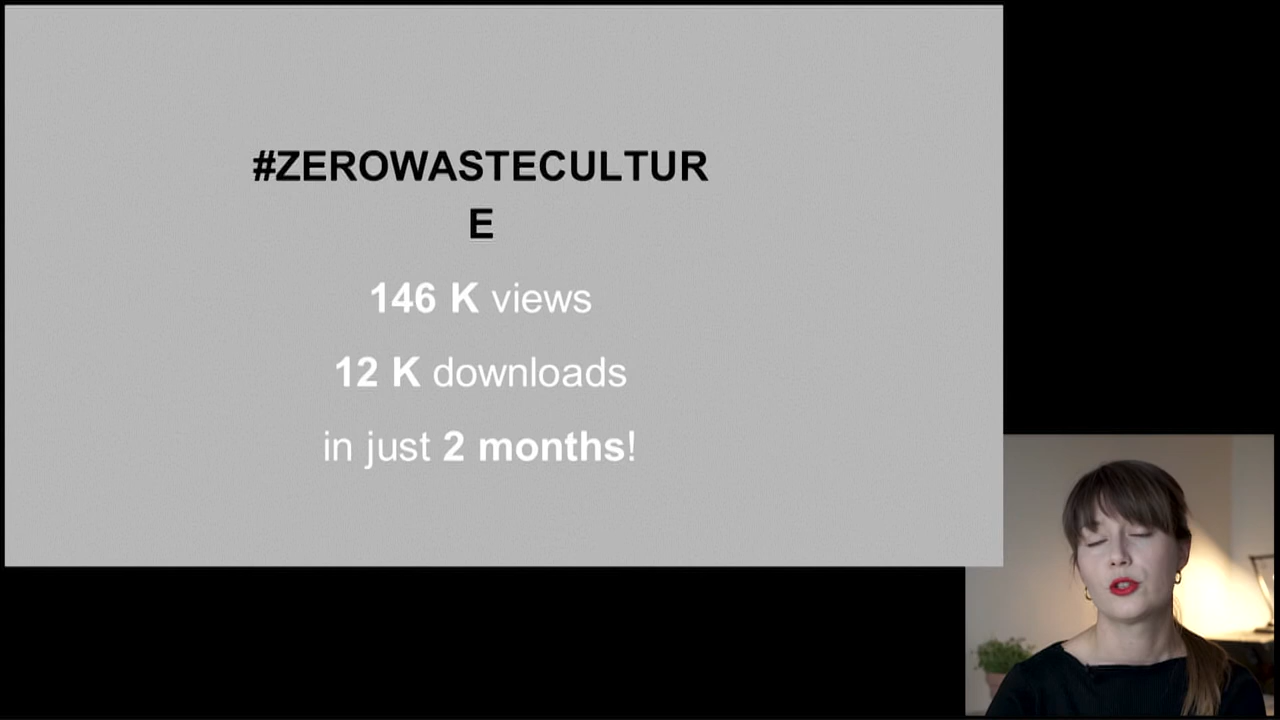 #ZEROWASTECULTUR
E
146 K views
12 K downloads
in just 2 months!